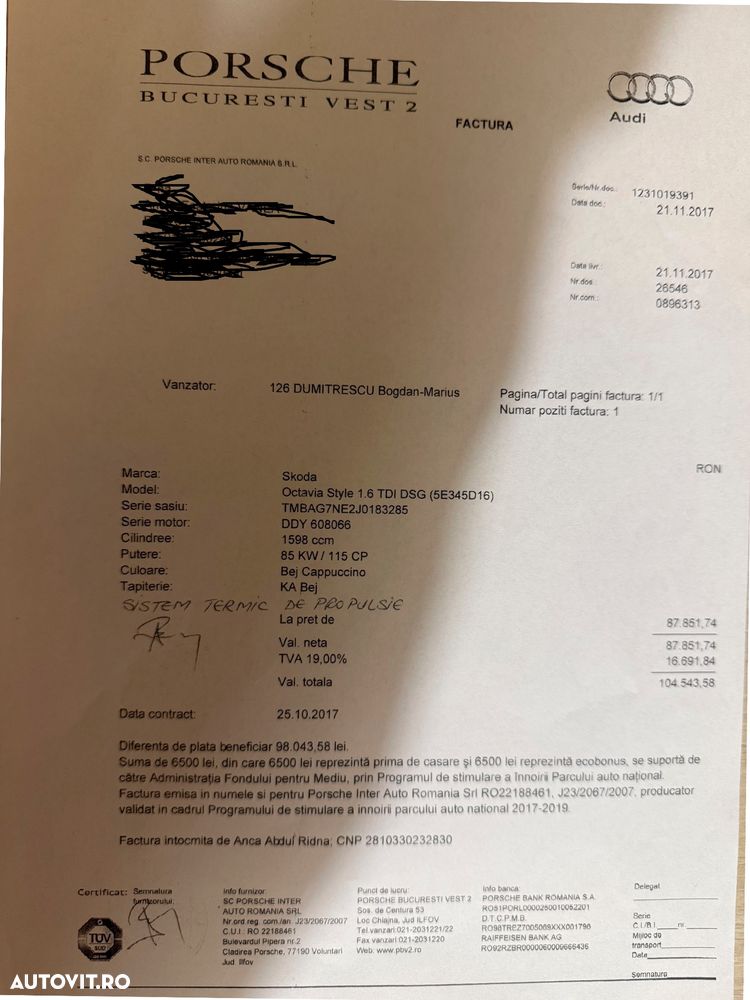 PORSCHE
BUCURESTI VEST 2
Audi
FACTURA
S.C. PORSCHE INTER AUTO ROMANIA S.R.L.
Serie/Nr.doc.: 1231019391
Data doc.: 21.11.2017
Data livr.: 21.11.2017
Nr.dos.: 26546
Nr.com.: 0896313
Vanzator: 126 DUMITRESCU Bogdan-Marius
Pagina/Total pagini factura: 1/1
Numar pozitii factura: 1
RON
Marca: Skoda
Model: Octavia Style 1.6 TDI DSG (5E345D16)
Serie sasiu: TMBAG7NE2J0183285
Serie motor: DDY 608066
Cilindree: 1598 ccm
Putere: 85 KW / 115 CP
Culoare: Bej Cappuccino
Tapiterie: KA Bej
SISTEM TERMIC DE PROPULSIE
La pret de 87.851,74
Val. neta 87.851,74
TVA 19,00% 16.691,84
Val. totala 104.543,58
Data contract: 25.10.2017
Diferenta de plata beneficiar 98.043,58 lei.
Suma de 6500 lei, din care 6500 lei reprezintă prima de casare şi 6500 lei reprezintă ecobonus, se suportă de
către Administraţia Fondului pentru Mediu, prin Programul de stimulare a Innoirii Parcului auto naţional.
Factura emisa in numele si pentru Porsche Inter Auto Romania Srl RO22188461, J23/2067/2007, producator
validat in cadrul Programului de stimulare a innoirii parcului auto national 2017-2019.
Factura intocmita de Anca Abdul Ridna; CNP 2810330232830
Certificat:
TÜV
SÜD
Semnatura
furnizorului:
Info furnizor:
SC PORSCHE INTER
AUTO ROMANIA SRL
Nr.ord.reg. com./an: J23/2067/2007
C.U.I.: RO 22188461
Bulevardul Pipera nr.2
Cladirea Porsche, 77190 Voluntari
Jud. Ilfov
Punct de lucru:
PORSCHE BUCURESTI VEST 2
Sos. de Centura 53
Loc Chiajna, Jud ILFOV
Tel.vanzari 021-2031221/22
Fax vanzari 021-2031220
Web: www.pbv2.ro
Info banca:
PORSCHE BANK ROMANIA S.A.
D.T.C.P.M.B.
RAIFFEISEN BANK AG
RO92RZBR0000060009666436
Delegat
Serie
C.I./B.I. nr.
Mijloc de
transport
Data
Semnatura
AUTOVIT.RO